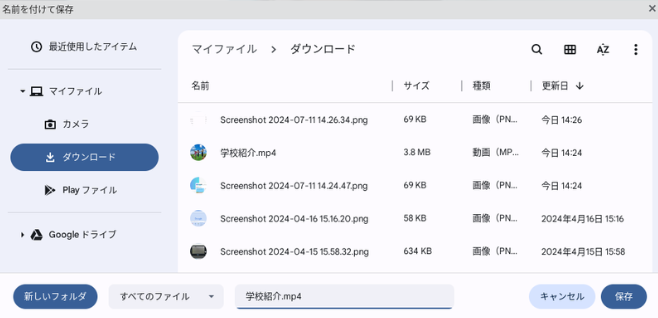 名前を付けて保存
最近使用したアイテム
マイファイル
カメラ
ダウンロード
Play ファイル
Google ドライブ
マイファイル > ダウンロード
名前 サイズ 種類 更新日
Screenshot 2024-07-11 14.26.34.png 69 KB 画像（PN... 今日 14:26
学校紹介.mp4 3.8 MB 動画（MP... 今日 14:24
Screenshot 2024-07-11 14.24.47.png 69 KB 画像（PN... 今日 14:24
Screenshot 2024-04-16 15.16.20.png 58 KB 画像（PN... 2024年4月16日 15:16
Screenshot 2024-04-15 15.58.32.png 634 KB 画像（PN... 2024年4月15日 15:58
新しいフォルダ すべてのファイル 学校紹介.mp4 キャンセル 保存